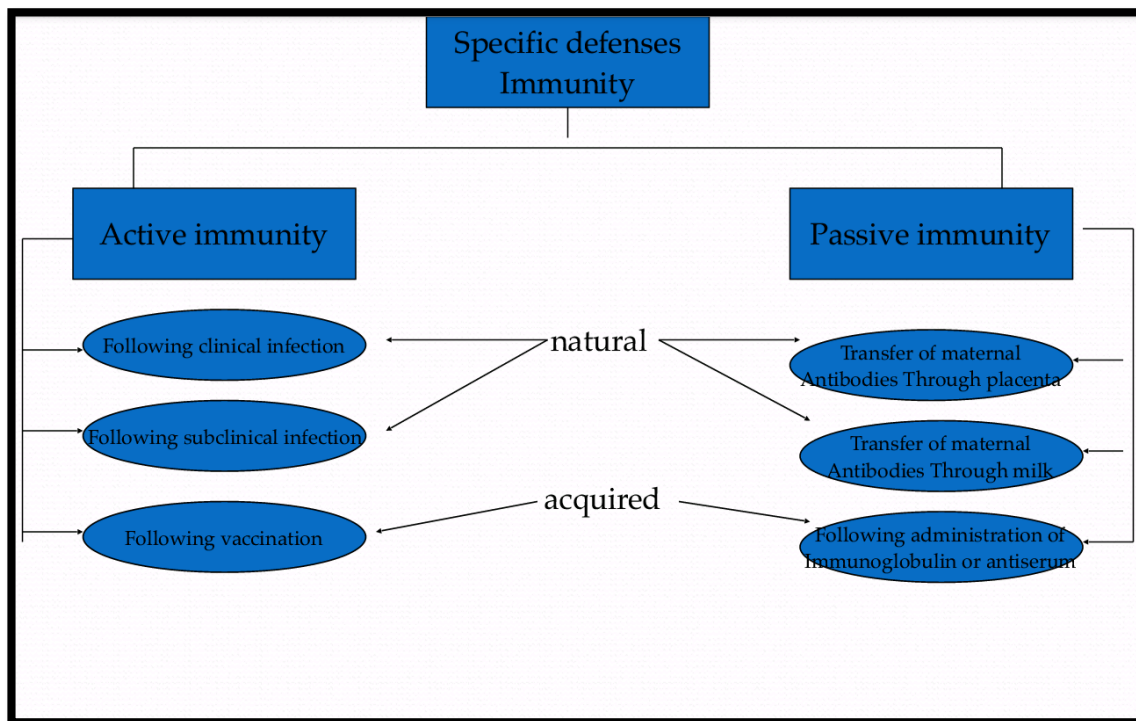 Specific defenses
Immunity
Active immunity
Passive immunity
Following clinical infection
natural
Transfer of maternal
Antibodies Through placenta
Following subclinical infection
Transfer of maternal
Antibodies Through milk
acquired
Following vaccination
Following administration of
Immunoglobulin or antiserum